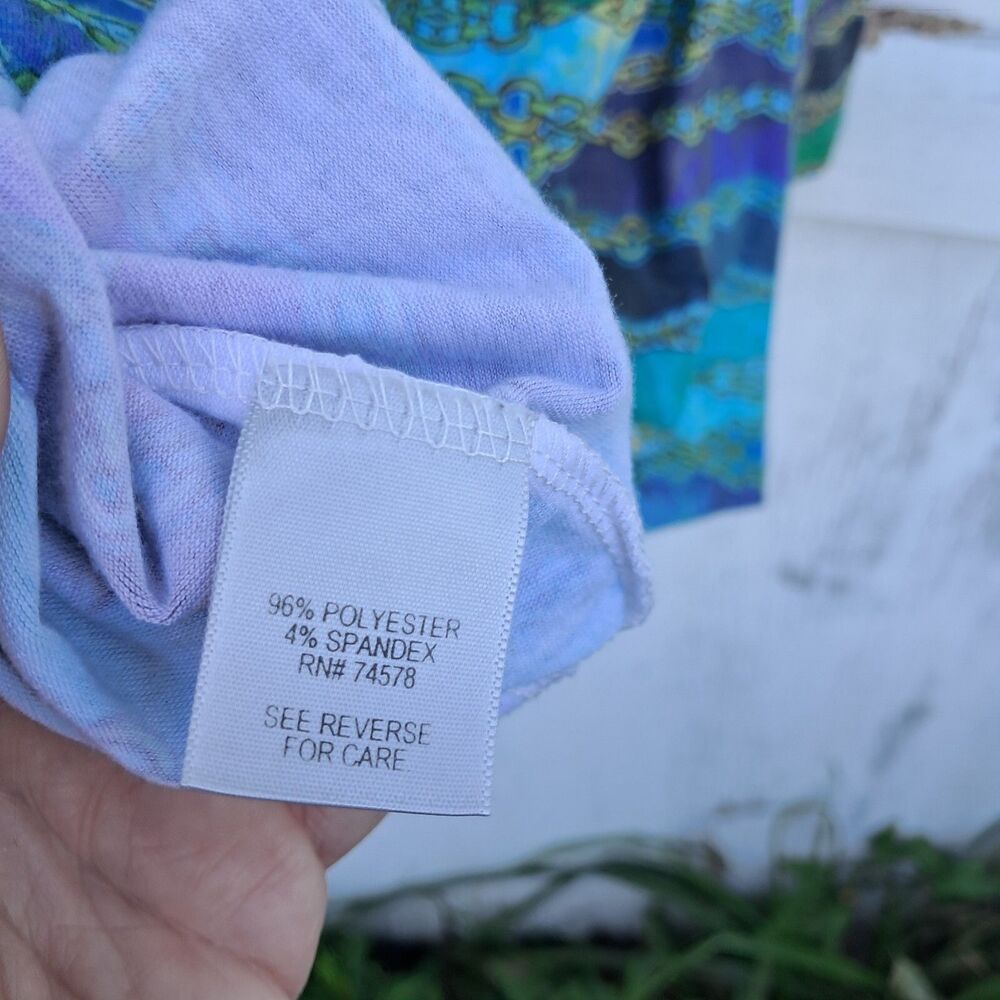 96% POLYESTER
4% SPANDEX
RN# 74578
SEE REVERSE
FOR CARE